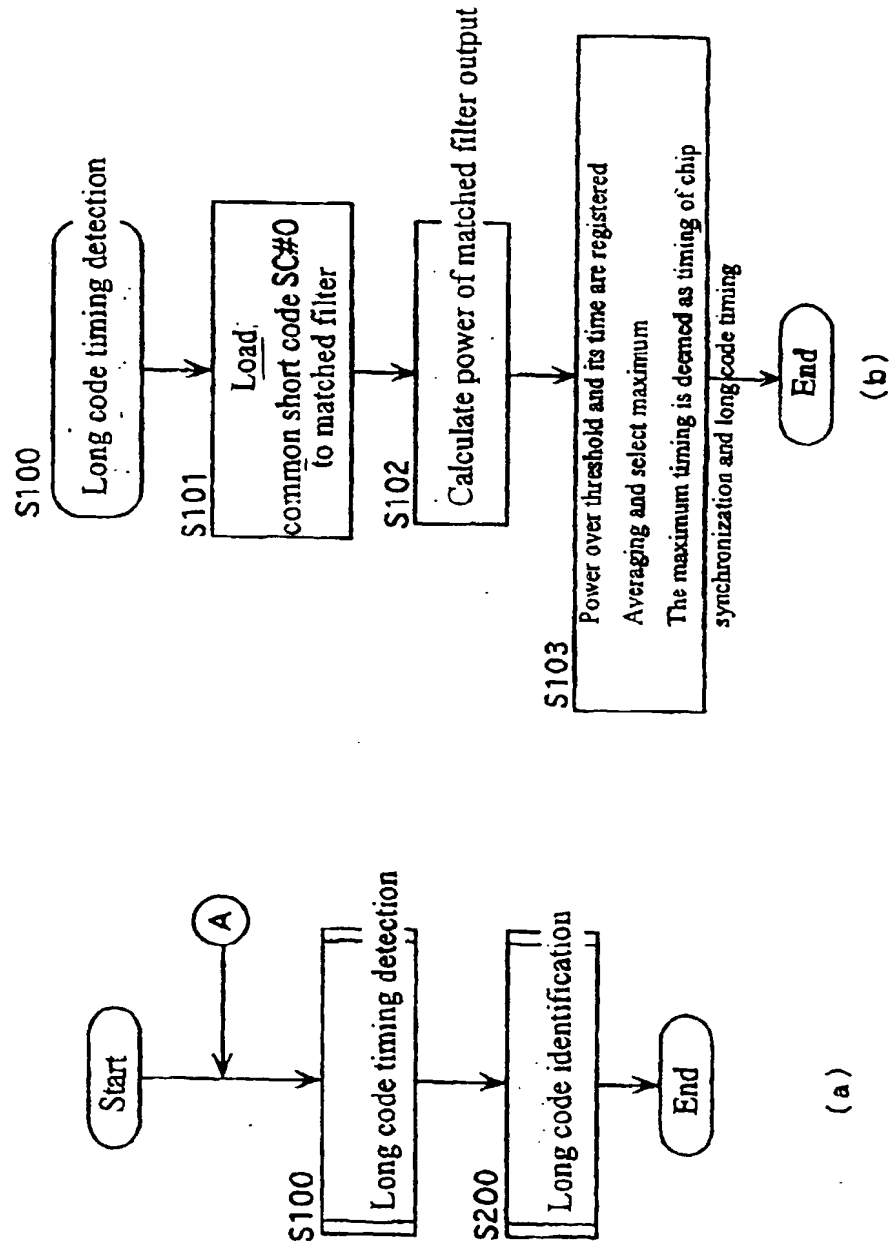 Start
A
S100
Long code timing detection
S200
Long code identification
End
(a)
S100
Long code timing detection
S101
Load
common short code SC#0
to matched filter
S102
Calculate power of matched filter output
S103
Power over threshold and its time are registered
Averaging and select maximum
The maximum timing is deemed as timing of chip
synchronization and long code timing
End
(b)